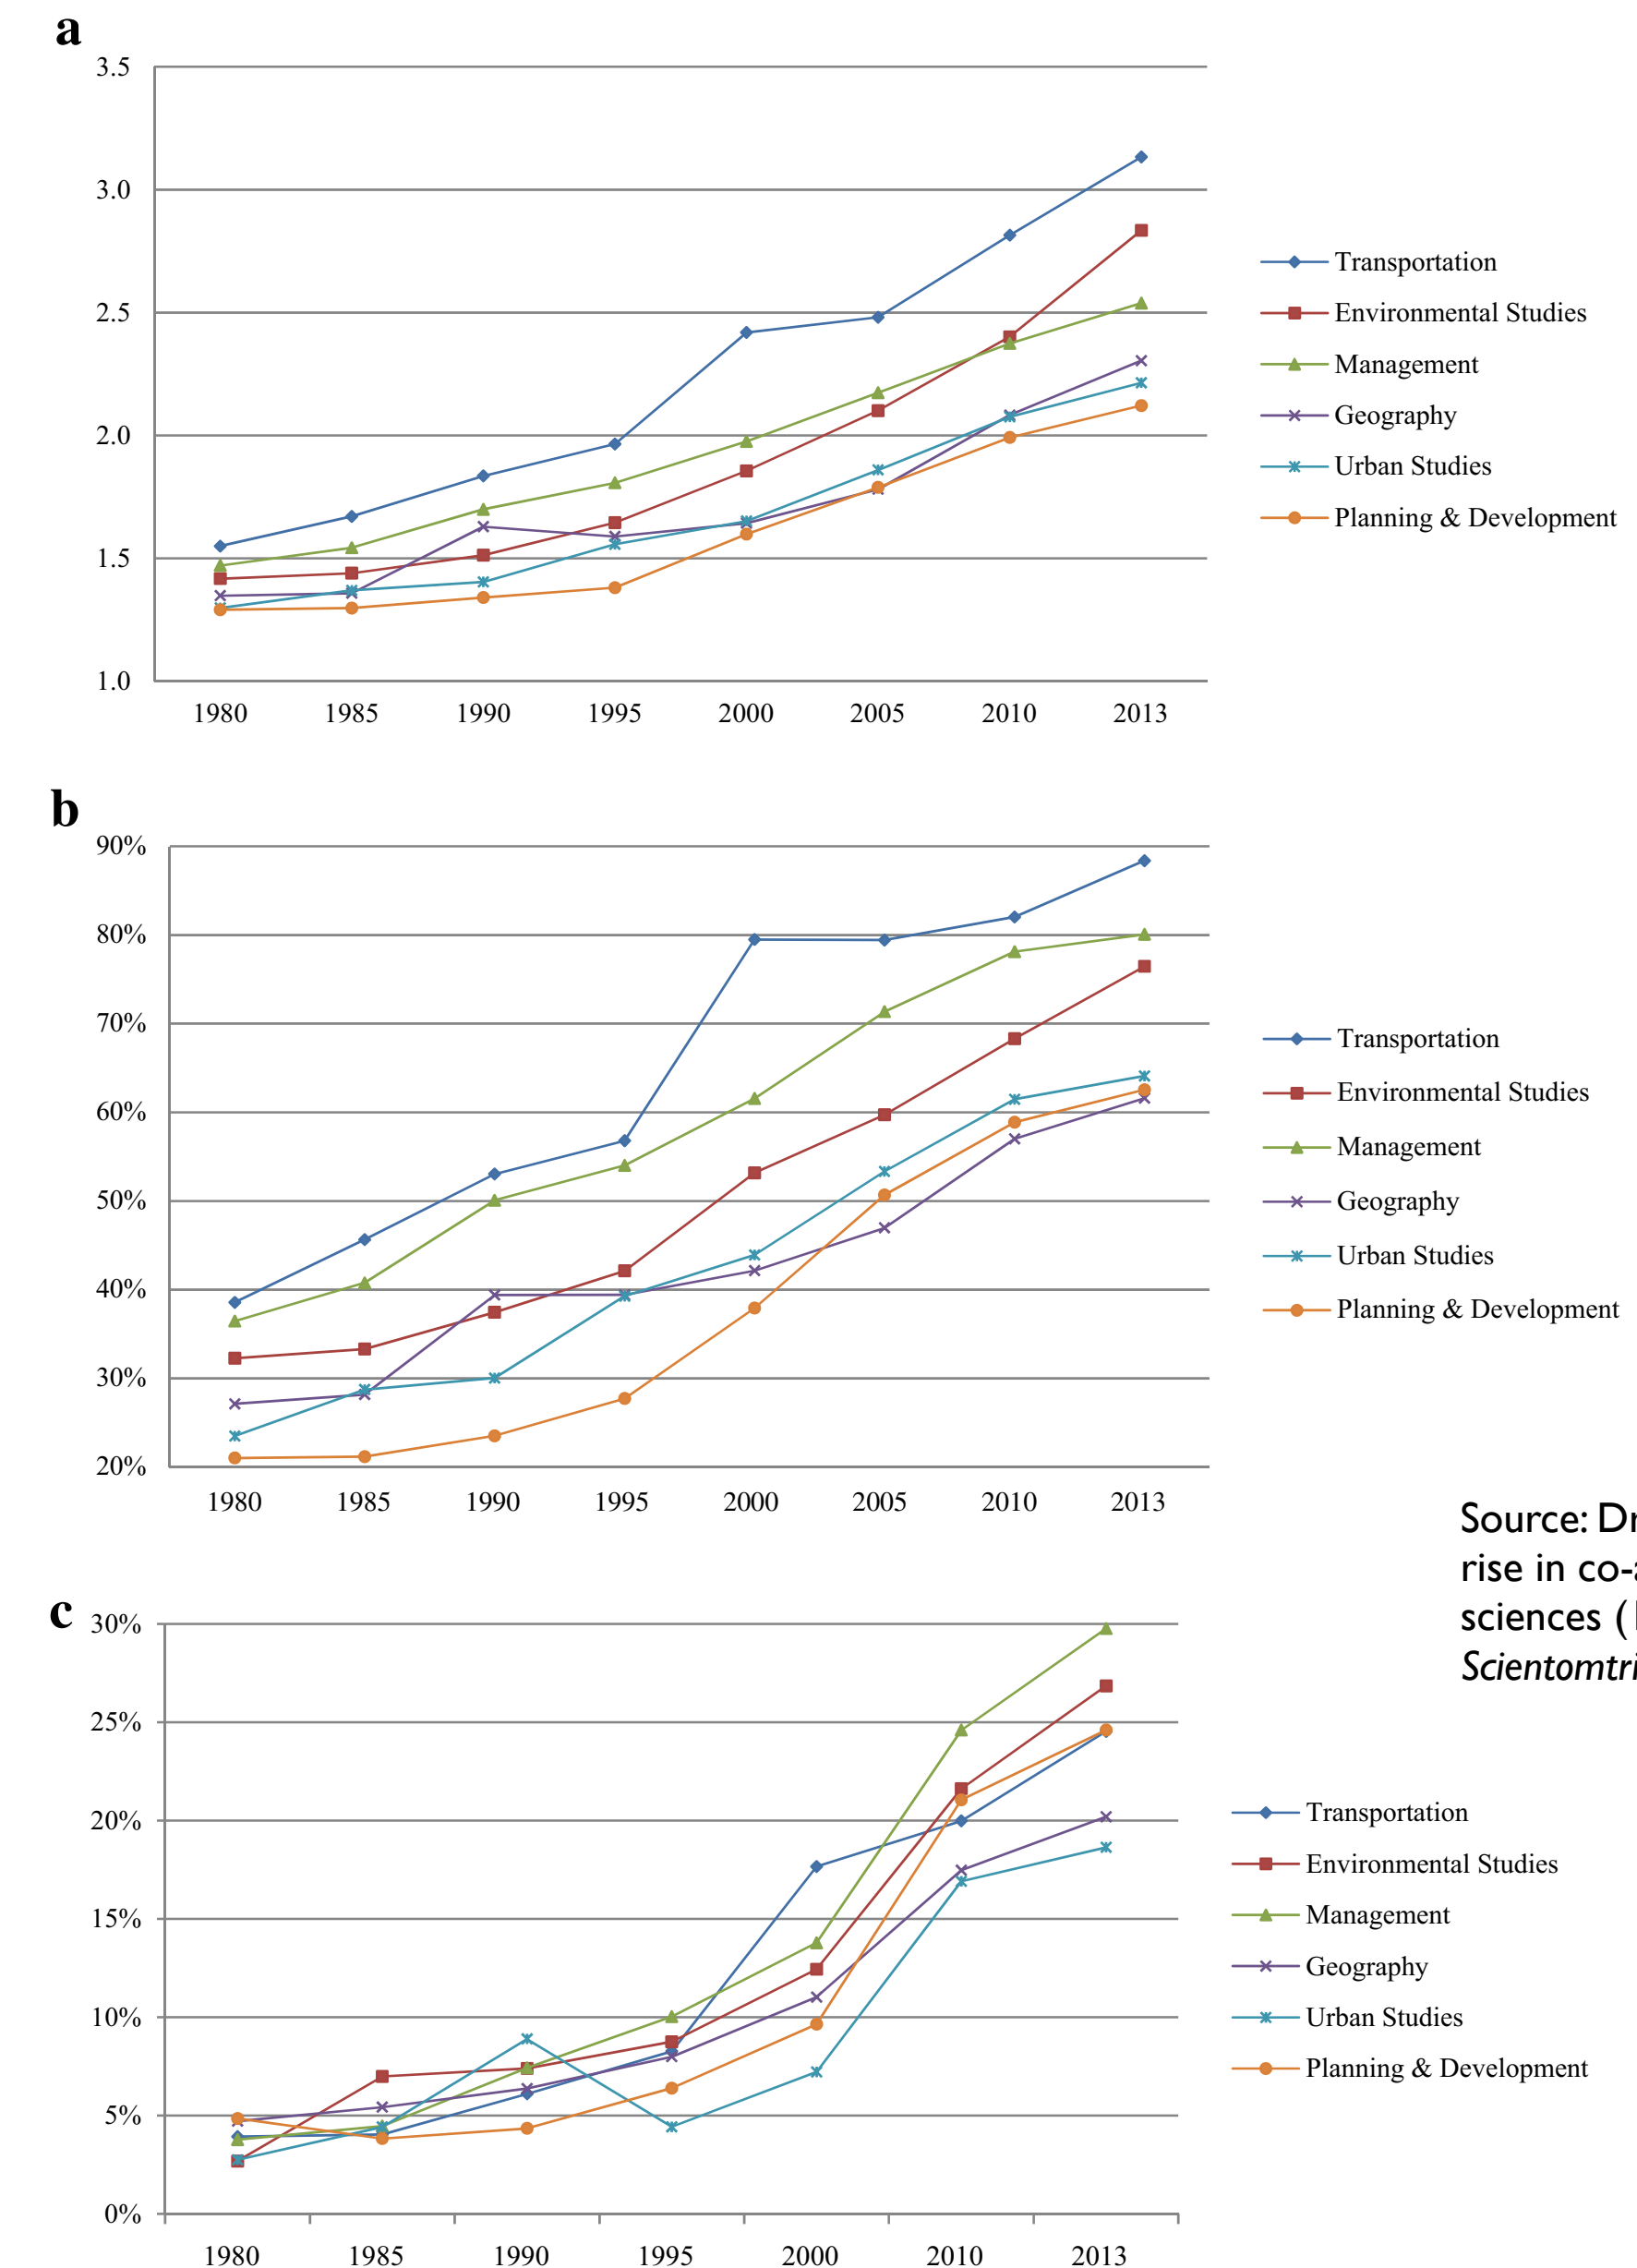 a
3.5
3.0
2.5
2.0
1.5
1.0
1980 1985 1990 1995 2000 2005 2010 2013
Transportation
Environmental Studies
Management
Geography
Urban Studies
Planning & Development
b
90%
80%
70%
60%
50%
40%
30%
20%
1980 1985 1990 1995 2000 2005 2010 2013
Transportation
Environmental Studies
Management
Geography
Urban Studies
Planning & Development
Source:
rise in
sciences
c
30%
25%
20%
15%
10%
5%
0%
1980 1985 1990 1995 2000 2010 2013
Transportation
Environmental Studies
Management
Geography
Urban Studies
Planning & Development